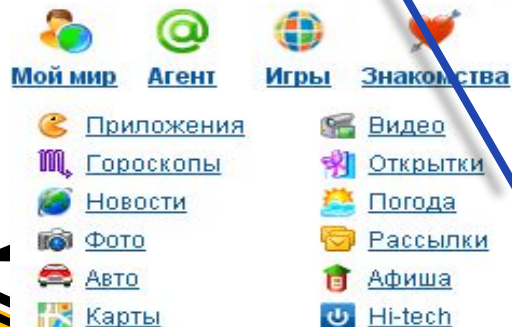 Мой мир Агент Игры Знакомства
Приложения Видео
Гороскопы Открытки
Новости Погода
Фото Рассылки
Авто Афиша
Карты Hi-tech